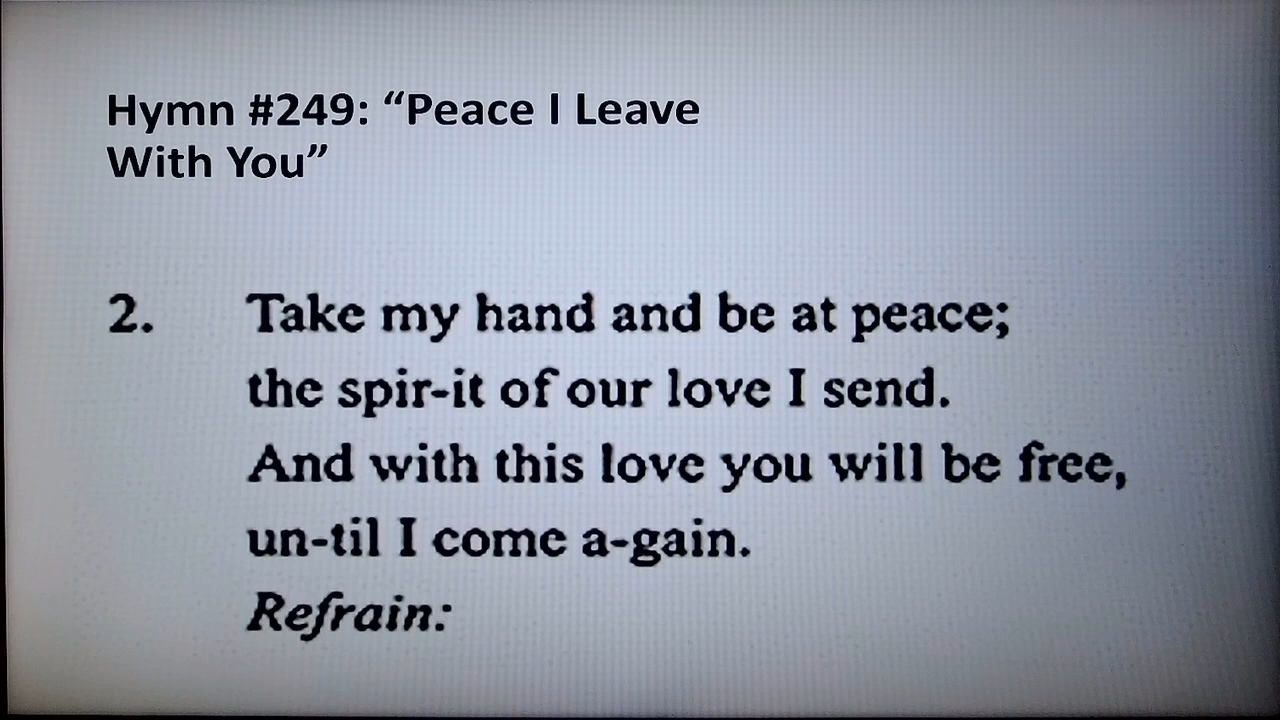 Hymn #249: “Peace I Leave
With You”
2. Take my hand and be at peace;
the spir-it of our love I send.
And with this love you will be free,
un-til I come a-gain.
Refrain: